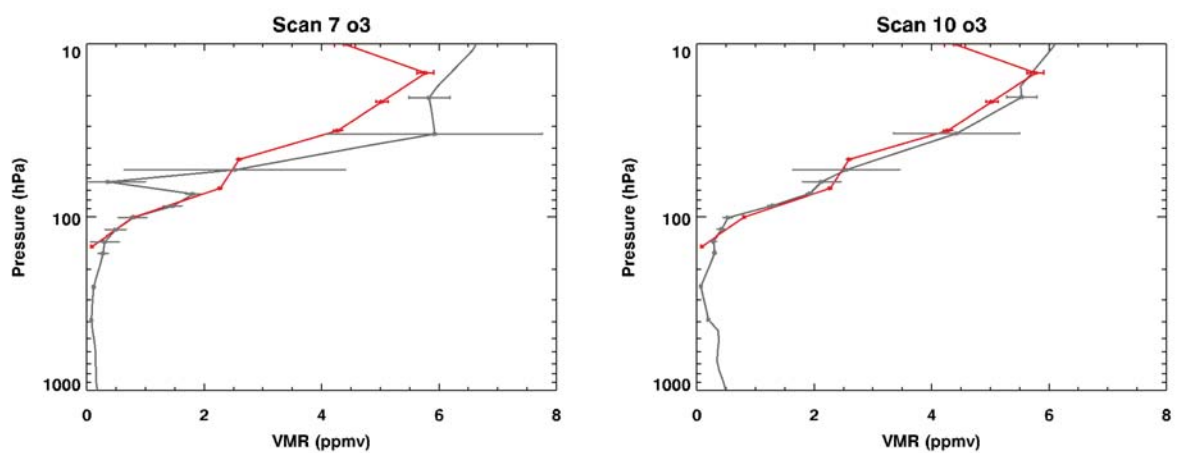 Scan 7 o3
10
100
1000
Pressure (hPa)
0 2 4 6 8
VMR (ppmv)
Scan 10 o3
10
100
1000
Pressure (hPa)
0 2 4 6 8
VMR (ppmv)